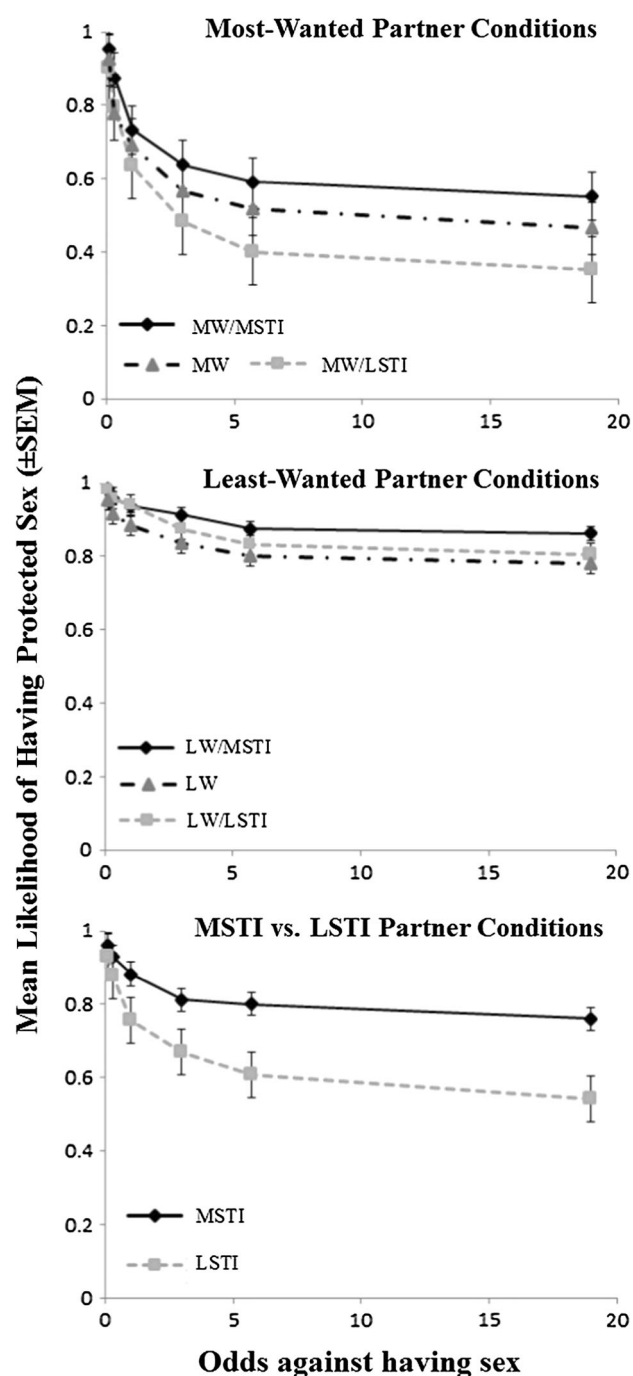 Mean Likelihood of Having Protected Sex (±SEM)
Most-Wanted Partner Conditions
1
0.8
0.6
0.4
0.2
0
MW/MSTI
MW MW/LSTI
0 5 10 15 20
Least-Wanted Partner Conditions
1
0.8
0.6
0.4
0.2
0
LW/MSTI
LW
LW/LSTI
0 5 10 15 20
MSTI vs. LSTI Partner Conditions
1
0.8
0.6
0.4
0.2
0
MSTI
LSTI
0 5 10 15 20
Odds against having sex